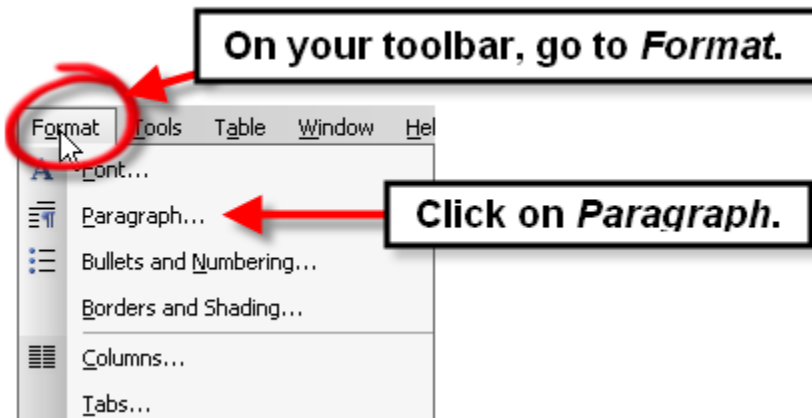 On your toolbar, go to Format.
Format Tools Table Window Hel
Font...
Paragraph...
Click on Paragraph.
Bullets and Numbering...
Borders and Shading...
Columns...
Tabs...